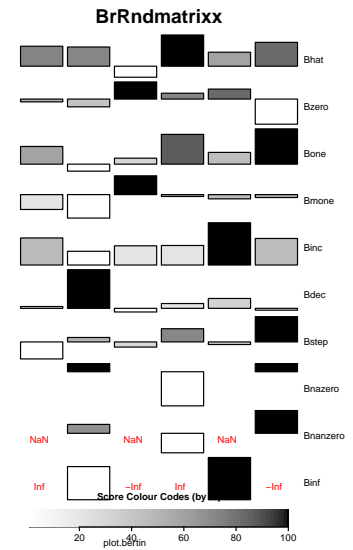 BrRndmatrixx
Bhat
Bzero
Bone
Bmone
Binc
Bdec
Bstep
Bnazero
Bnanzero
NaN NaN NaN
Inf −Inf Inf −Inf Binf
Score Colour Codes (by
20 40 60 80 100
plot.bertin